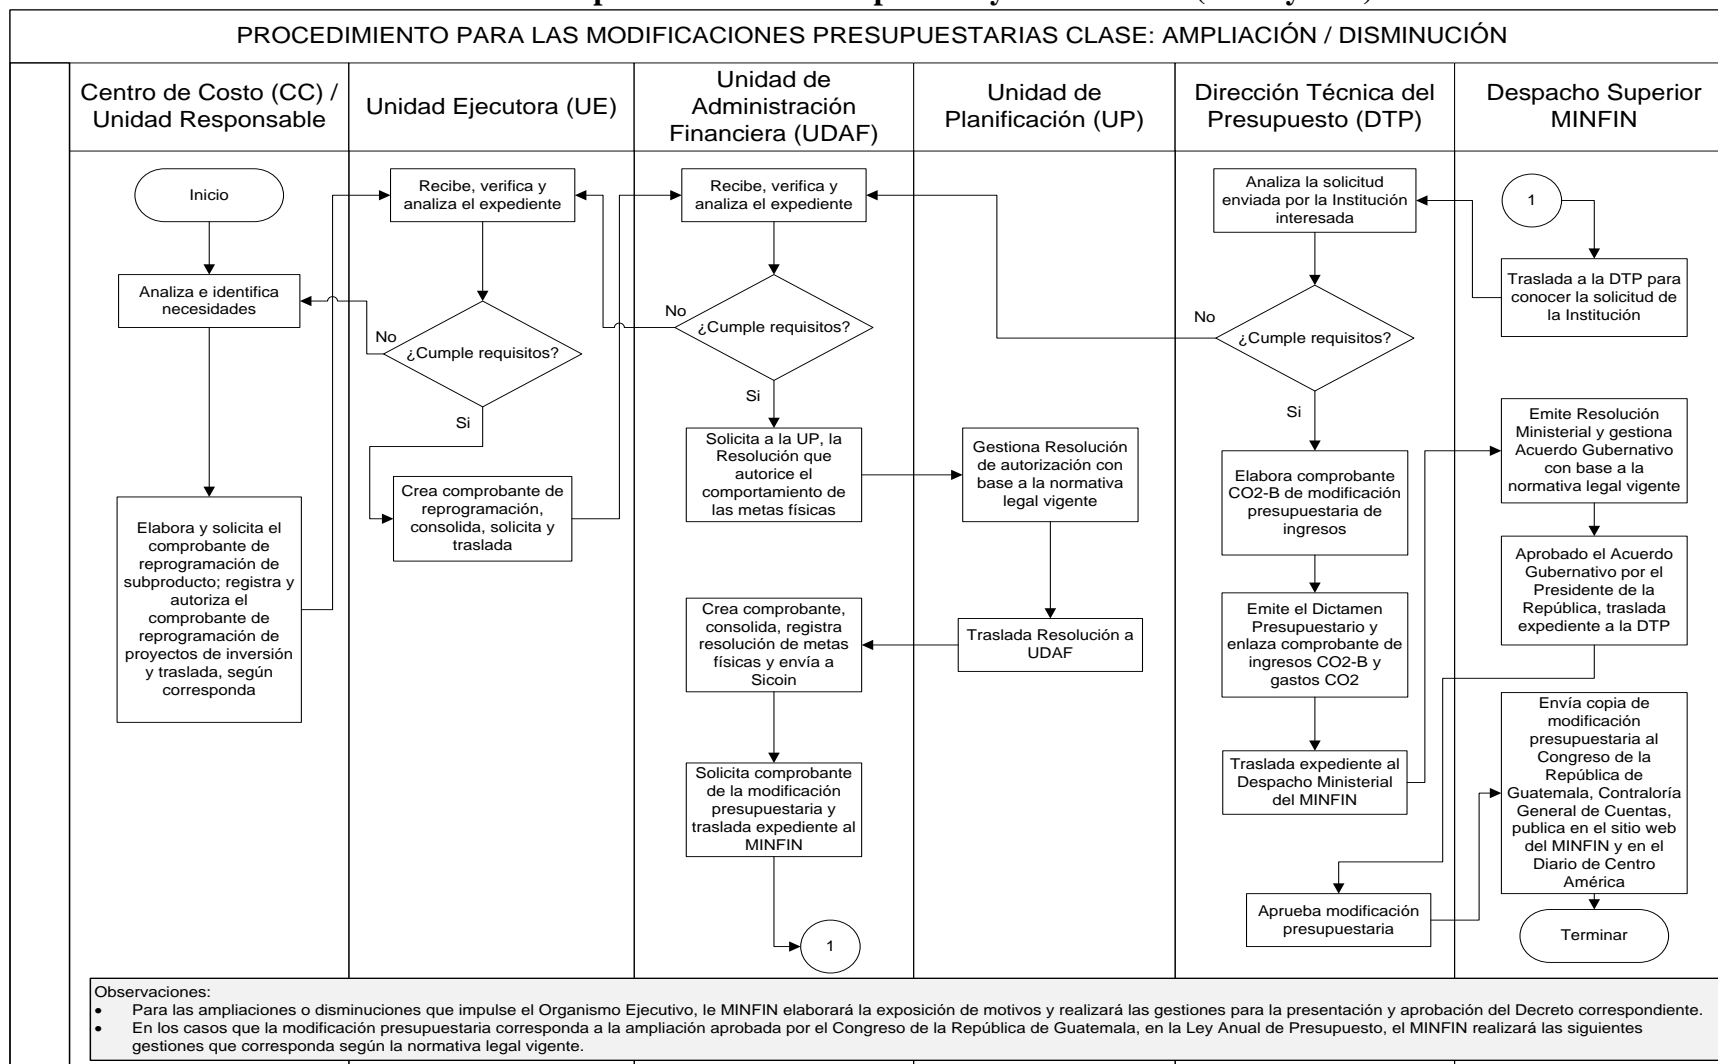 PROCEDIMIENTO PARA LAS MODIFICACIONES PRESUPUESTARIAS CLASE: AMPLIACIÓN / DISMINUCIÓN
Centro de Costo (CC) /
Unidad Responsable
Unidad Ejecutora (UE)
Unidad de
Administración
Financiera (UDAF)
Unidad de
Planificación (UP)
Dirección Técnica del
Presupuesto (DTP)
Despacho Superior
MINFIN
Inicio
Analiza e identifica
necesidades
Elabora y solicita el
comprobante de
reprogramación de
subproducto; registra y
autoriza el
comprobante de
reprogramación de
proyectos de inversión
y traslada, según
corresponda
Recibe, verifica y
analiza el expediente
No
¿Cumple requisitos?
Si
Crea comprobante de
reprogramación,
consolida, solicita y
traslada
Recibe, verifica y
analiza el expediente
No
¿Cumple requisitos?
Si
Solicita a la UP, la
Resolución que
autorice el
comportamiento de
las metas físicas
Crea comprobante,
consolida, registra
resolución de metas
físicas y envía a
Sicoin
Solicita comprobante
de la modificación
presupuestaria y
traslada expediente al
MINFIN
1
Gestiona Resolución
de autorización con
base a la normativa
legal vigente
Traslada Resolución a
UDAF
Analiza la solicitud
enviada por la Institución
interesada
No
¿Cumple requisitos?
Si
Elabora comprobante
CO2-B de modificación
presupuestaria de
ingresos
Emite el Dictamen
Presupuestario y
enlaza comprobante de
ingresos CO2-B y
gastos CO2
Traslada expediente al
Despacho Ministerial
del MINFIN
Aprueba modificación
presupuestaria
1
Traslada a la DTP para
conocer la solicitud de
la Institución
Emite Resolución
Ministerial y gestiona
Acuerdo Gubernativo
con base a la
normativa legal vigente
Aprobado el Acuerdo
Gubernativo por el
Presidente de la
República, traslada
expediente a la DTP
Envía copia de
modificación
presupuestaria al
Congreso de la
República de
Guatemala, Contraloría
General de Cuentas,
publica en el sitio web
del MINFIN y en el
Diario de Centro
América
Terminar
Observaciones:
• Para las ampliaciones o disminuciones que impulse el Organismo Ejecutivo, le MINFIN elaborará la exposición de motivos y realizará las gestiones para la presentación y aprobación del Decreto correspondiente.
• En los casos que la modificación presupuestaria corresponda a la ampliación aprobada por el Congreso de la República de Guatemala, en la Ley Anual de Presupuesto, el MINFIN realizará las siguientes
gestiones que corresponda según la normativa legal vigente.